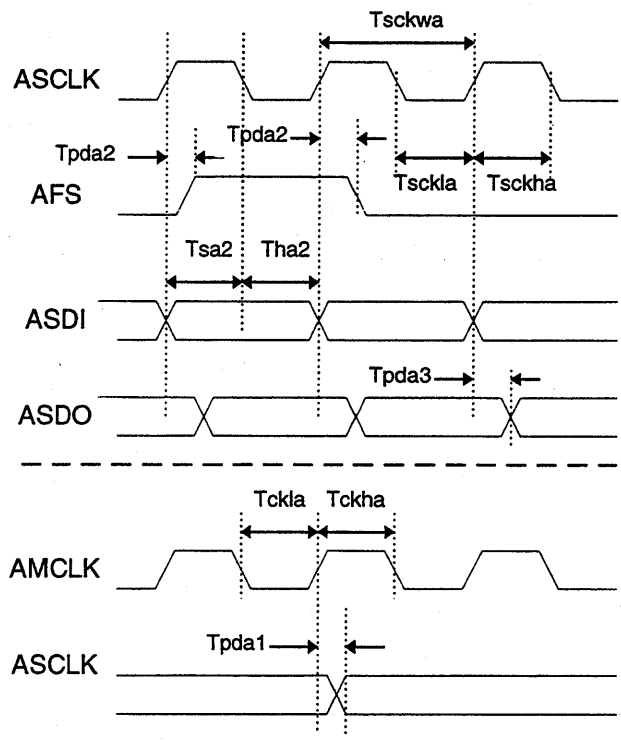 Tsckwa
ASCLK
Tpda2
Tpda2
Tsckla Tsckha
AFS
Tsa2 Tha2
ASDI
Tpda3
ASDO
Tckla Tckha
AMCLK
Tpda1
ASCLK